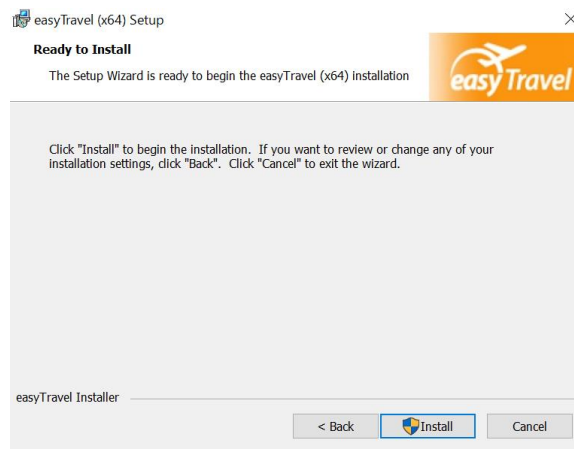 easyTravel (x64) Setup
Ready to Install
The Setup Wizard is ready to begin the easyTravel (x64) installation
easyTravel
Click "Install" to begin the installation. If you want to review or change any of your
installation settings, click "Back". Click "Cancel" to exit the wizard.
easyTravel Installer
< Back Install Cancel